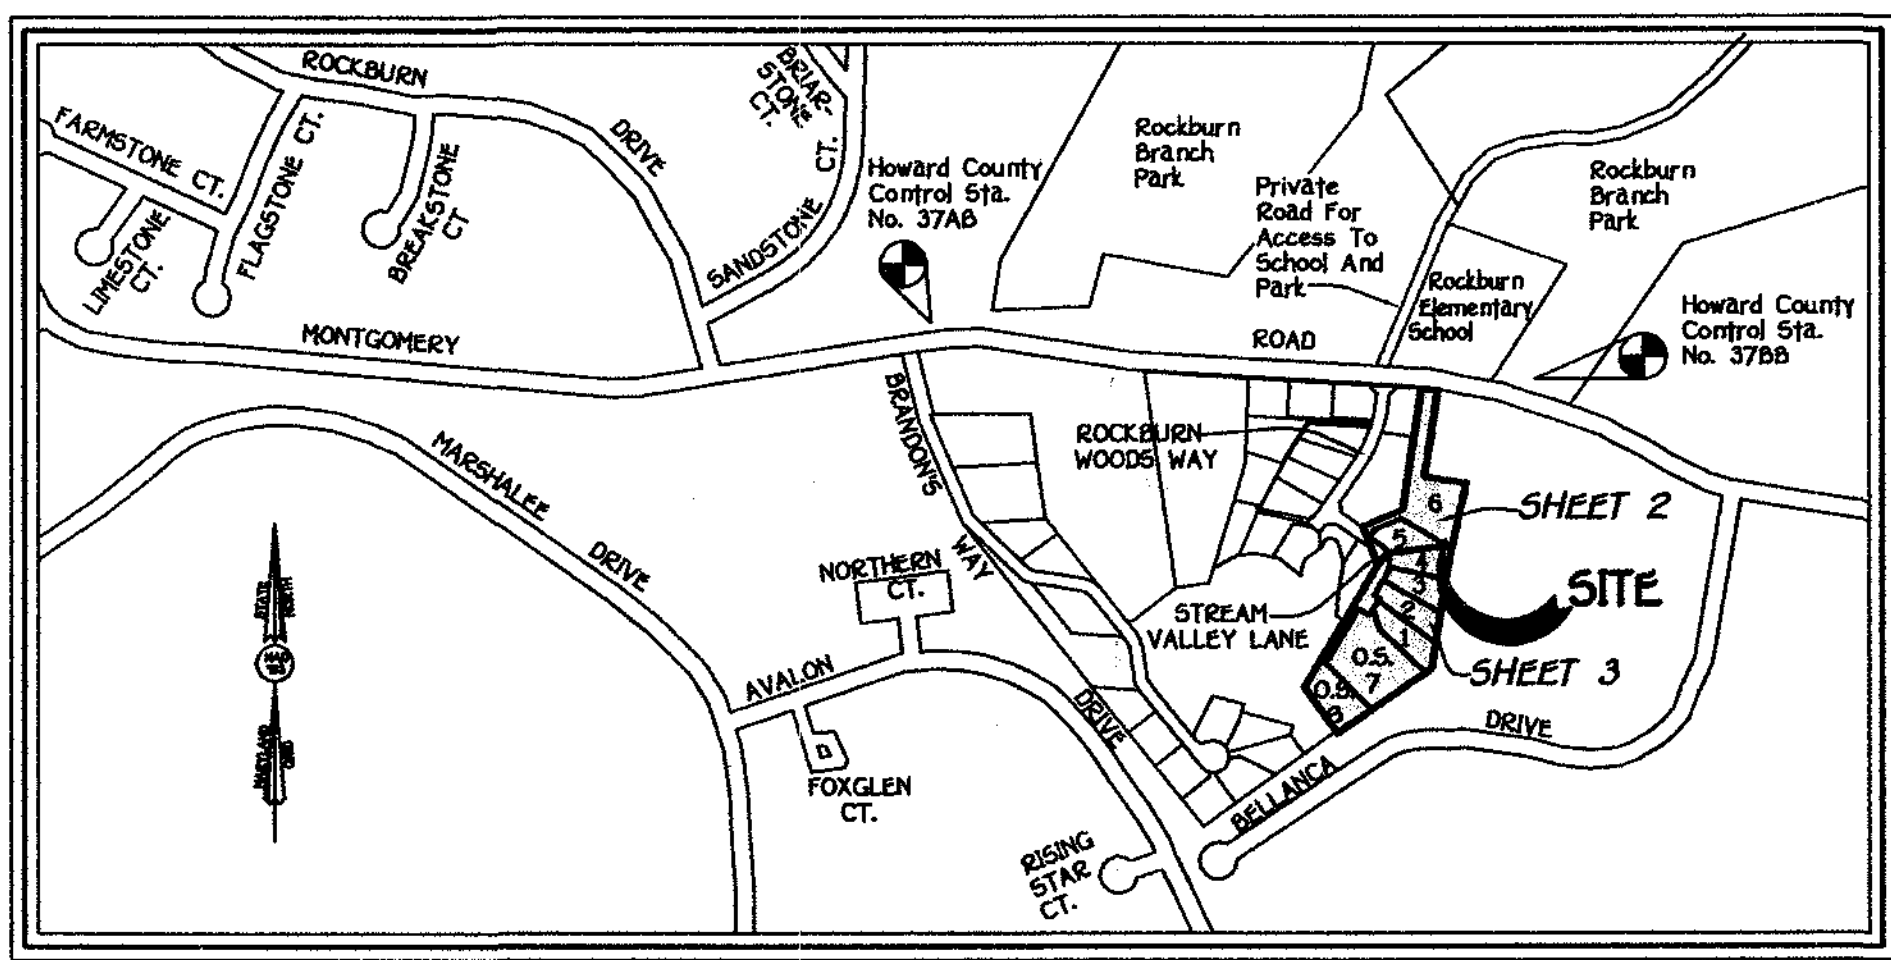 ROCKBURN
DRIVE
BRIAR-
STONE
CT.
FARMSTONE CT.
FLAGSTONE CT.
BREAKSTONE
CT
LIMESTONE
CT.
SANDSTONE
CT.
Howard County
Control Sta.
No. 37AB
Rockburn
Branch
Park
Private
Road For
Access To
School And
Park
Rockburn
Branch
Park
Rockburn
Elementary
School
Howard County
Control Sta.
No. 37BB
MONTGOMERY
ROAD
MARSHALEE
DRIVE
BRANDON'S
WAY
ROCKBURN
WOODS WAY
6
SHEET 2
5
4
3
2
1
SITE
STREAM
VALLEY LANE
O.S.
7
O.S.
8
SHEET 3
NORTHERN
CT.
AVALON
DRIVE
FOXGLEN
CT.
BELLANCA
DRIVE
RISING
STAR
CT.
STATE
NORTH
MARYLAND
GRID